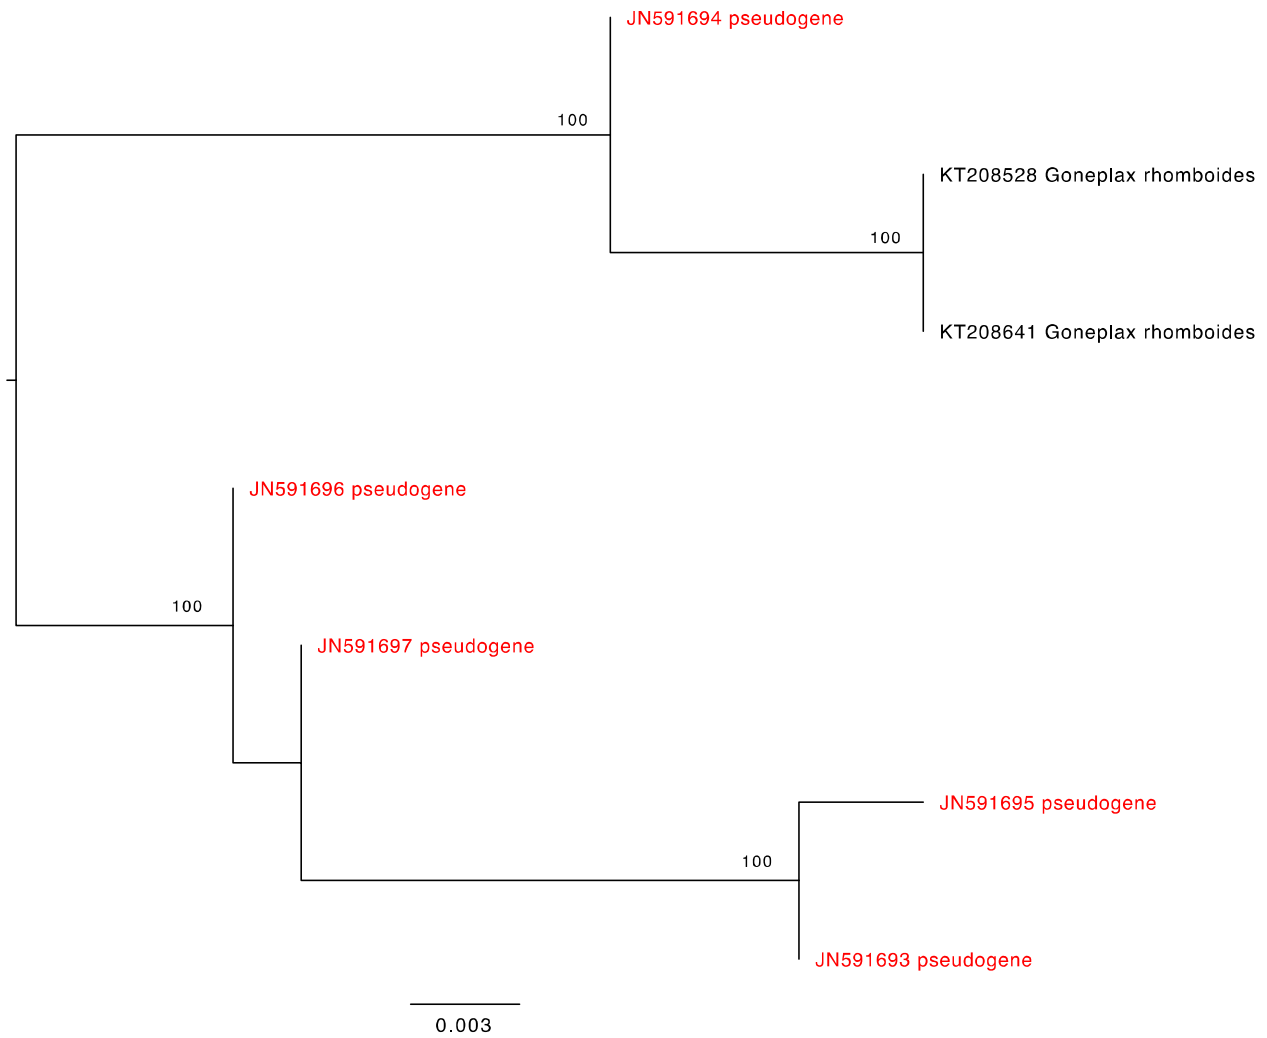 JN591694 pseudogene
100
KT208528 Goneplax rhomboides
100
KT208641 Goneplax rhomboides
JN591696 pseudogene
100
JN591697 pseudogene
JN591695 pseudogene
100
JN591693 pseudogene
0.003